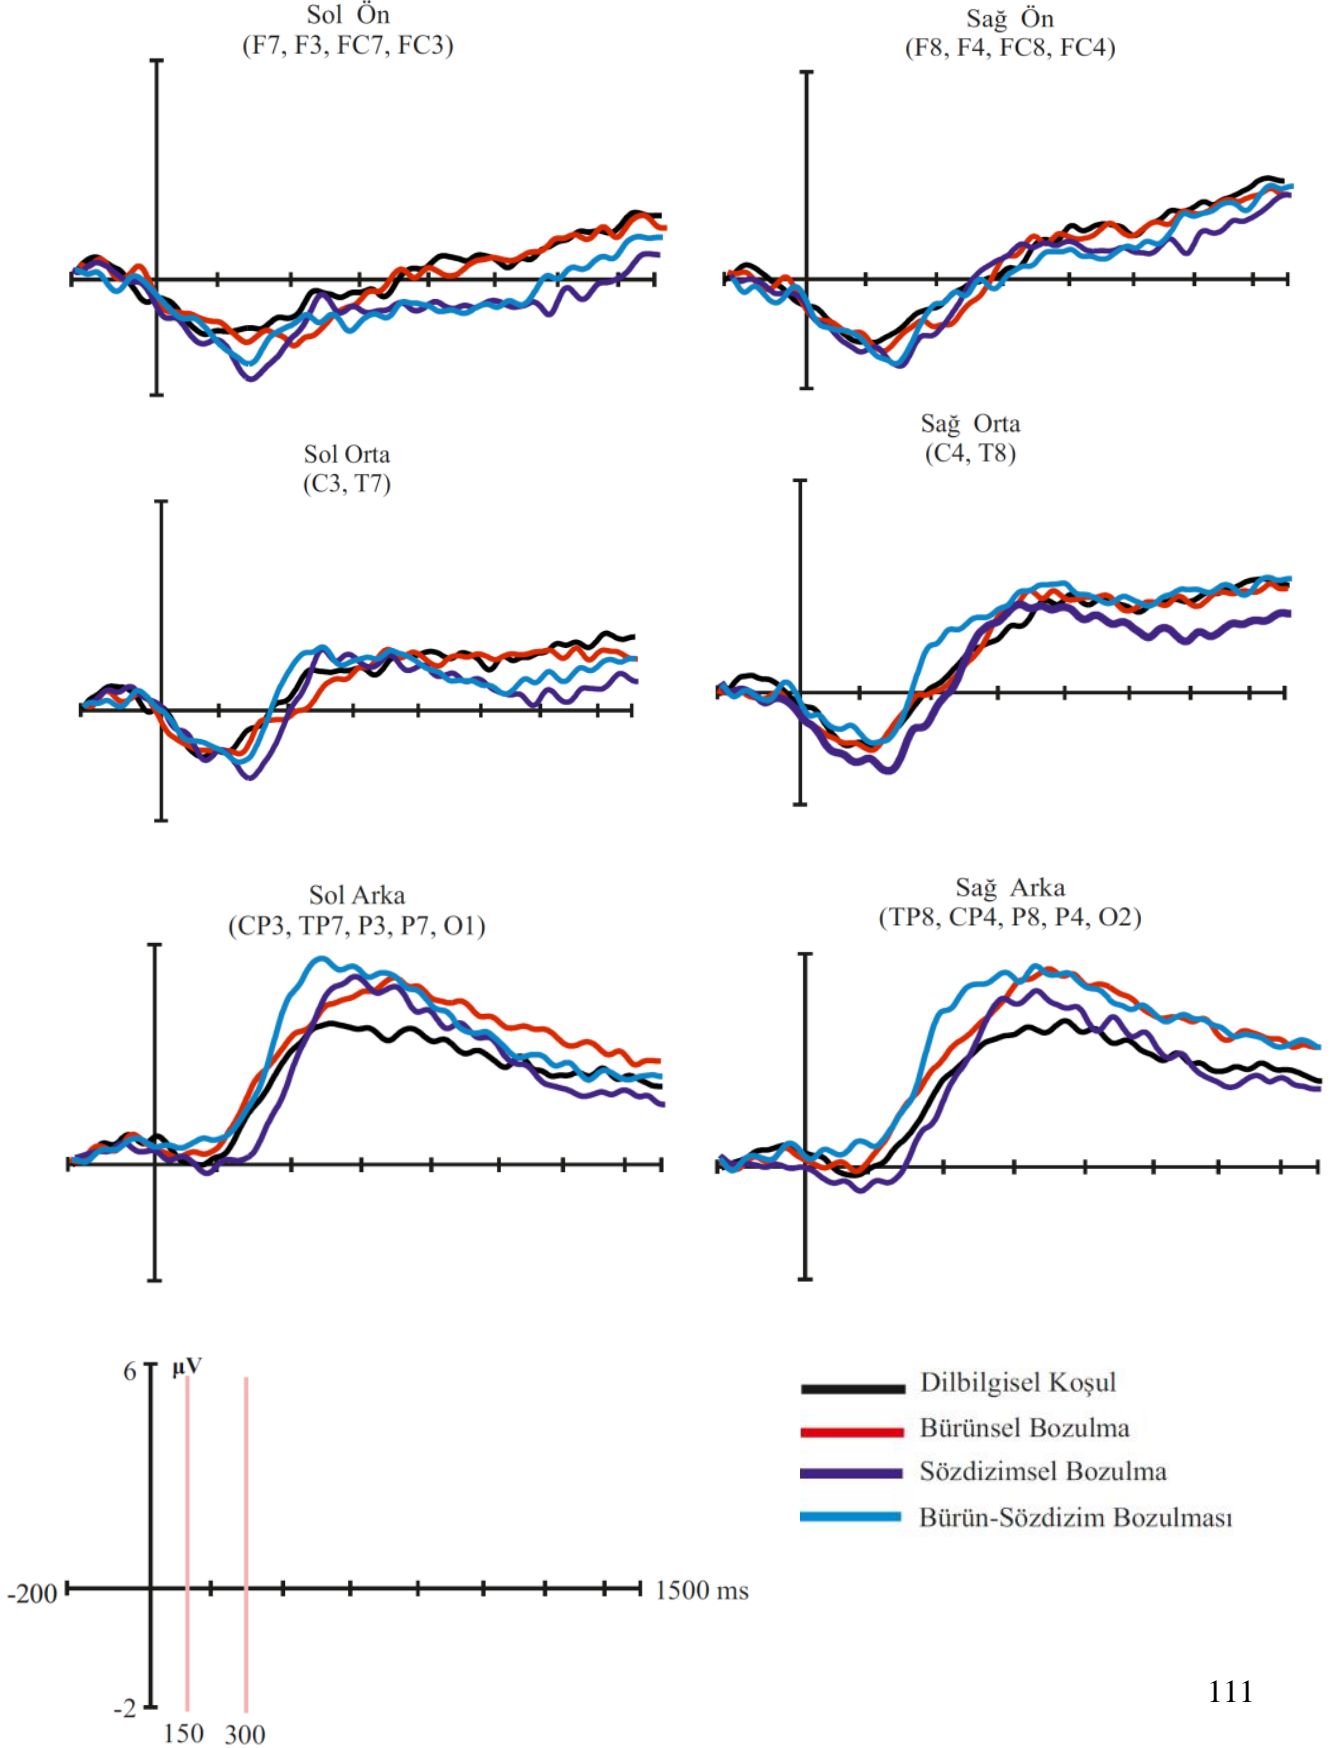 Sol Ön
(F7, F3, FC7, FC3)
Sağ Ön
(F8, F4, FC8, FC4)
Sol Orta
(C3, T7)
Sağ Orta
(C4, T8)
Sol Arka
(CP3, TP7, P3, P7, O1)
Sağ Arka
(TP8, CP4, P8, P4, O2)
6 µV
-200
1500 ms
-2
150 300
Dilbilgisel Koşul
Bürünsel Bozulma
Sözdizimsel Bozulma
Bürün-Sözdizim Bozulması
111